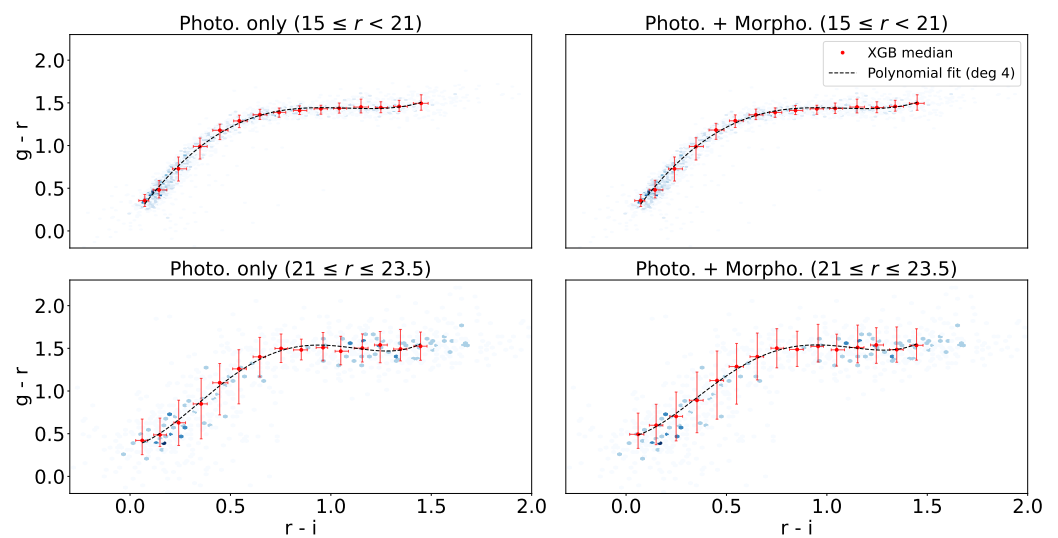 Photo. only (15 ≤ r < 21)
Photo. + Morpho. (15 ≤ r < 21)
XGB median
Polynomial fit (deg 4)
2.0
1.5
1.0
0.5
0.0
g - r
Photo. only (21 ≤ r ≤ 23.5)
Photo. + Morpho. (21 ≤ r ≤ 23.5)
2.0
1.5
1.0
0.5
0.0
g - r
0.0 0.5 1.0 1.5 2.0
0.0 0.5 1.0 1.5 2.0
r - i
r - i